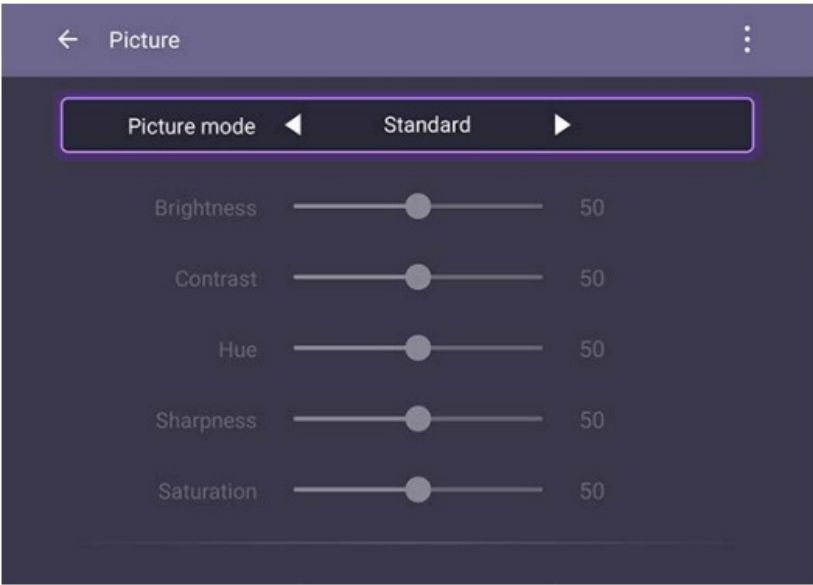 Picture
Picture mode Standard
Brightness 50
Contrast 50
Hue 50
Sharpness 50
Saturation 50